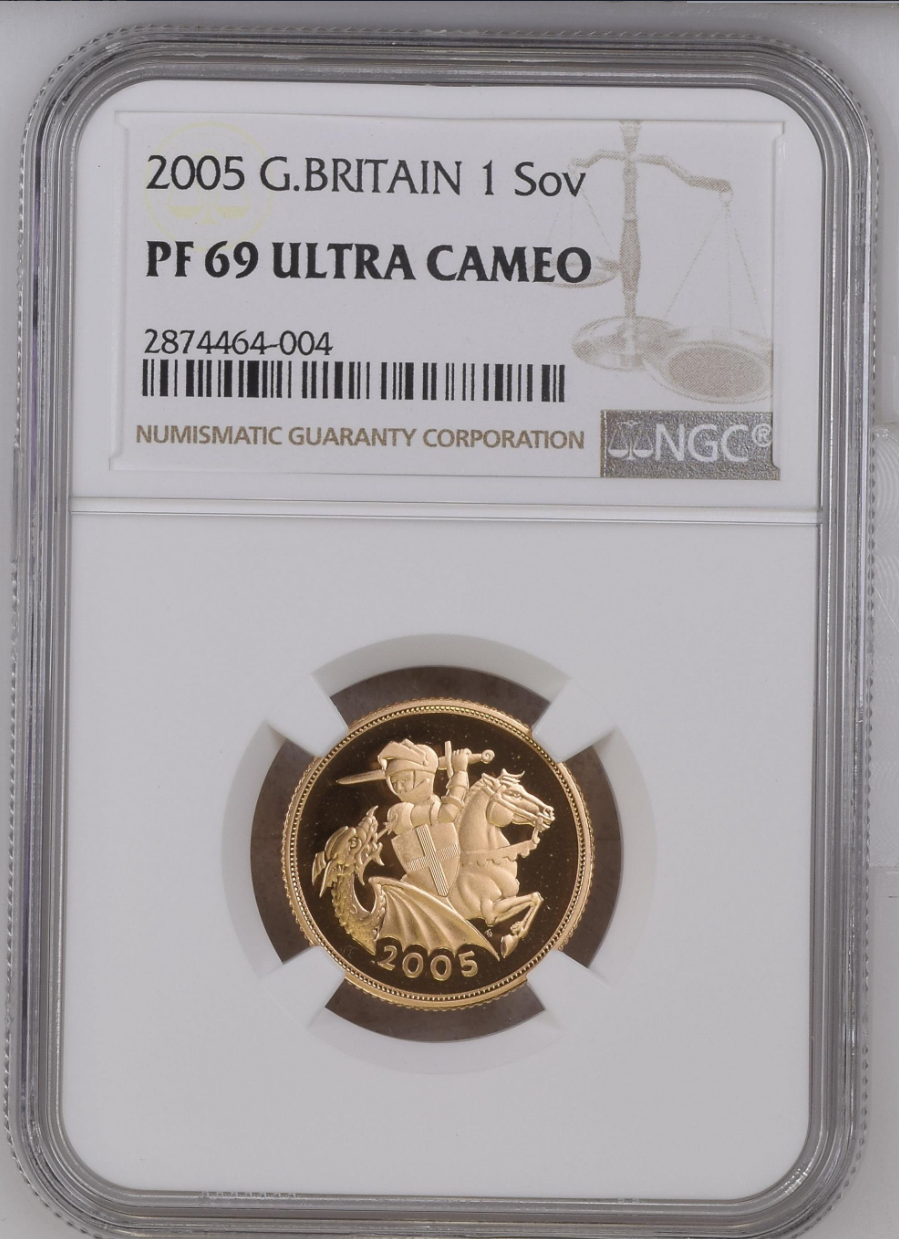 2005 G.BRITAIN 1 Sov
PF 69 ULTRA CAMEO
2874464-004
NUMISMATIC GUARANTY CORPORATION
NGC®
2005